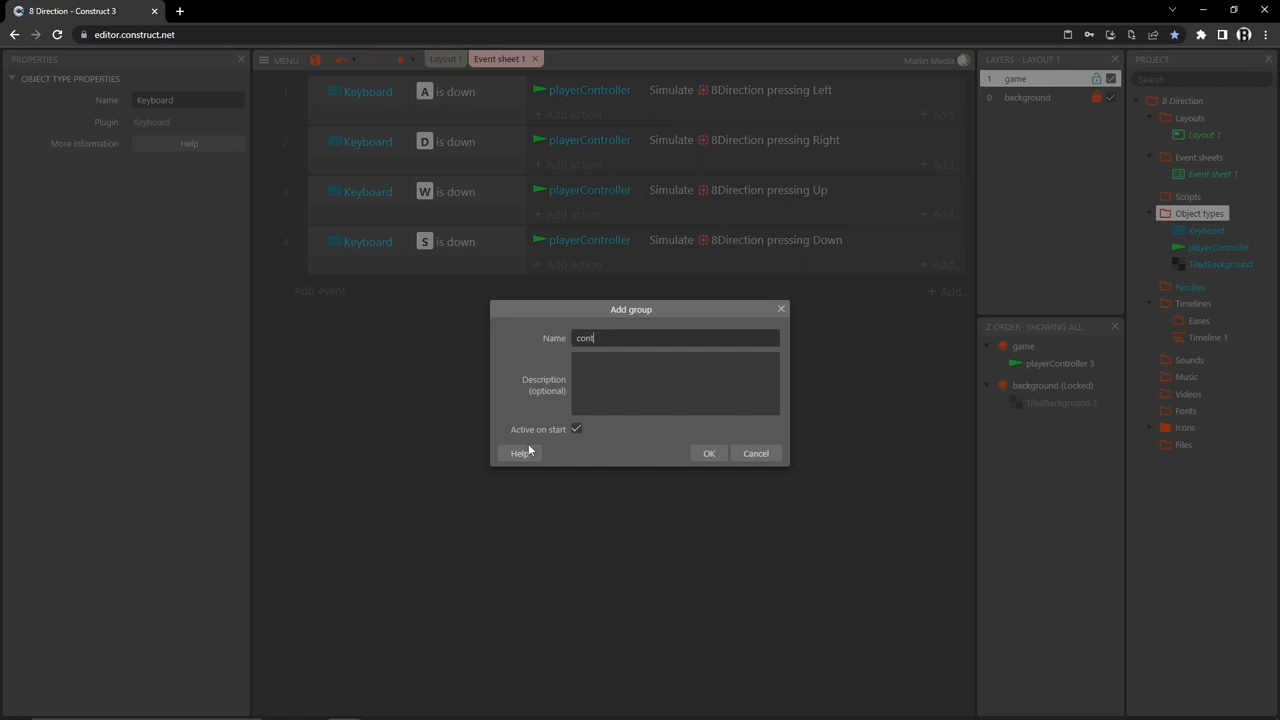 8 Direction - Construct 3
editor.construct.net
PROPERTIES
OBJECT TYPE PROPERTIES
Name Keyboard
Plugin Keyboard
More information Help
MENU
Layout 1
Event sheet 1
Marlin Media
1 Keyboard A is down playerController Simulate 8Direction pressing Left
+ Add action + Add...
2 Keyboard D is down playerController Simulate 8Direction pressing Right
+ Add action + Add...
3 Keyboard W is down playerController Simulate 8Direction pressing Up
+ Add action + Add...
4 Keyboard S is down playerController Simulate 8Direction pressing Down
+ Add action + Add...
Add event + Add...
Add group
Name cont
Description
(optional)
Active on start
Help OK Cancel
LAYERS - LAYOUT 1
1 game
0 background
Z ORDER - SHOWING ALL
game
playerController 3
background (Locked)
TiledBackground 2
PROJECT
Search
8 Direction
Layouts
Layout 1
Event sheets
Event sheet 1
Scripts
Object types
Keyboard
playerController
TiledBackground
Families
Timelines
Eases
Timeline 1
Sounds
Music
Videos
Fonts
Icons
Files